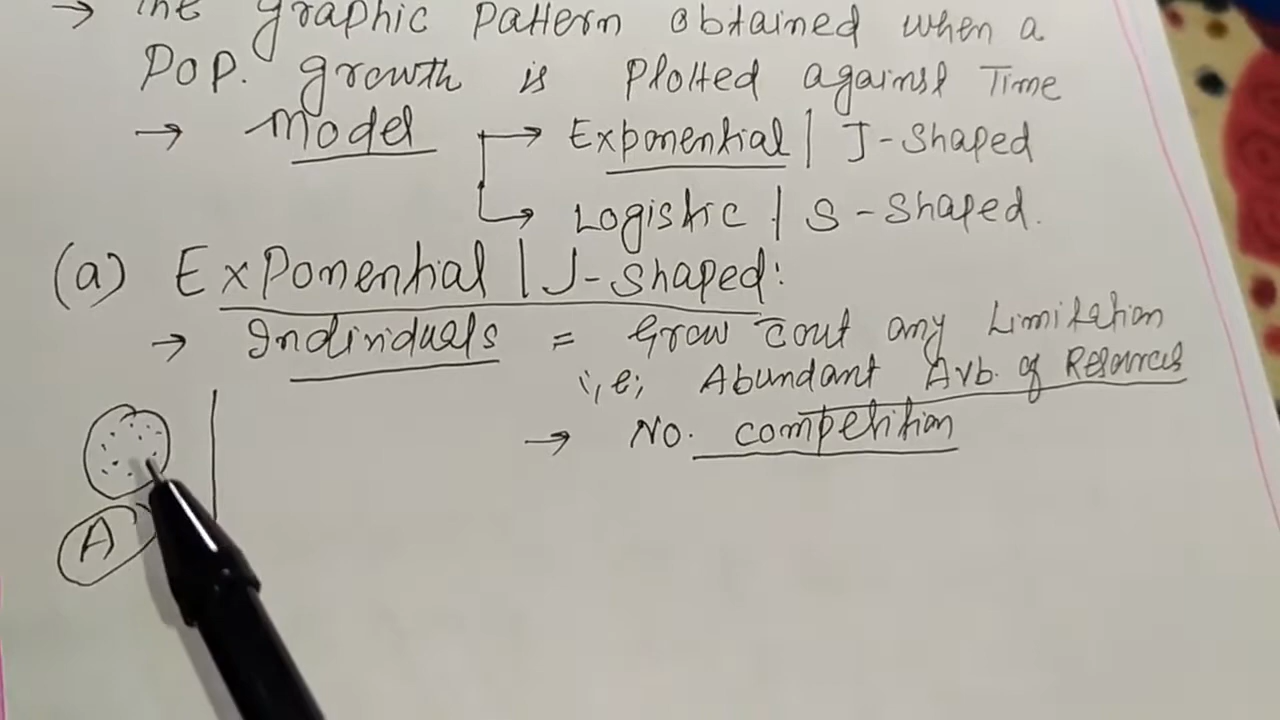 → The graphic pattern obtained when a
Pop. growth is Plotted against Time
→ Model → Exponential | J-Shaped
→ Logistic | S-Shaped.
(a) Exponential | J-Shaped:
→ Individuals = Grow c̄out any Limitation
i,e; Abundant Avb. of Resources
→ No. competition
A